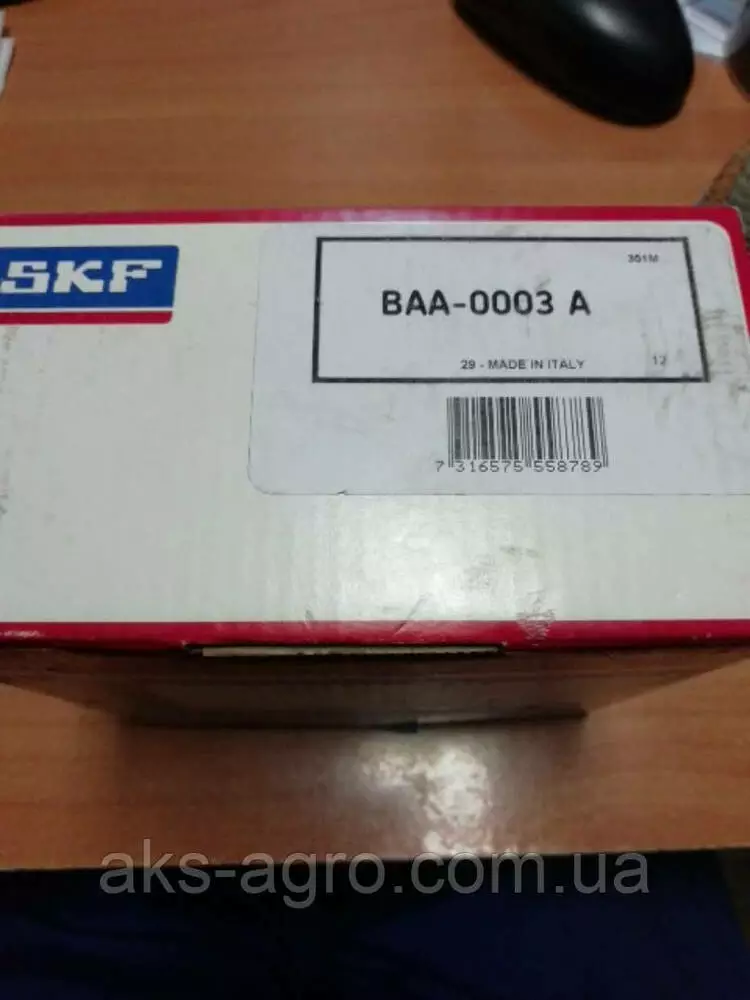 SKF
301M
BAA-0003 A
29 - MADE IN ITALY
12
7 316575 558789
aks-agro.com.ua